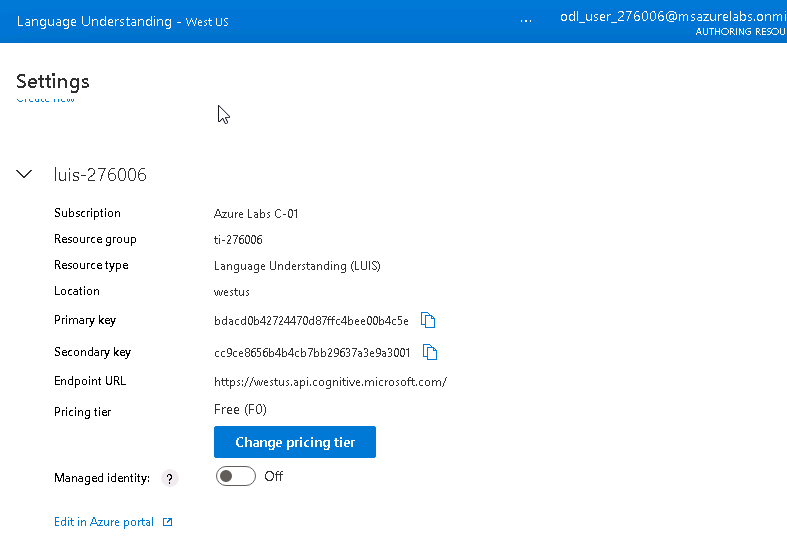 Language Understanding - West US
... odl_user_276006@msazurelabs.onmi
AUTHORING RESOU
Settings
Create new
luis-276006
Subscription Azure Labs C-01
Resource group ti-276006
Resource type Language Understanding (LUIS)
Location westus
Primary key bdacd0b42724470d87ffc4bee00b4c5e
Secondary key cc9ce8656b4b4cb7bb29637a3e9a3001
Endpoint URL https://westus.api.cognitive.microsoft.com/
Pricing tier Free (F0)
Change pricing tier
Managed identity: ? Off
Edit in Azure portal